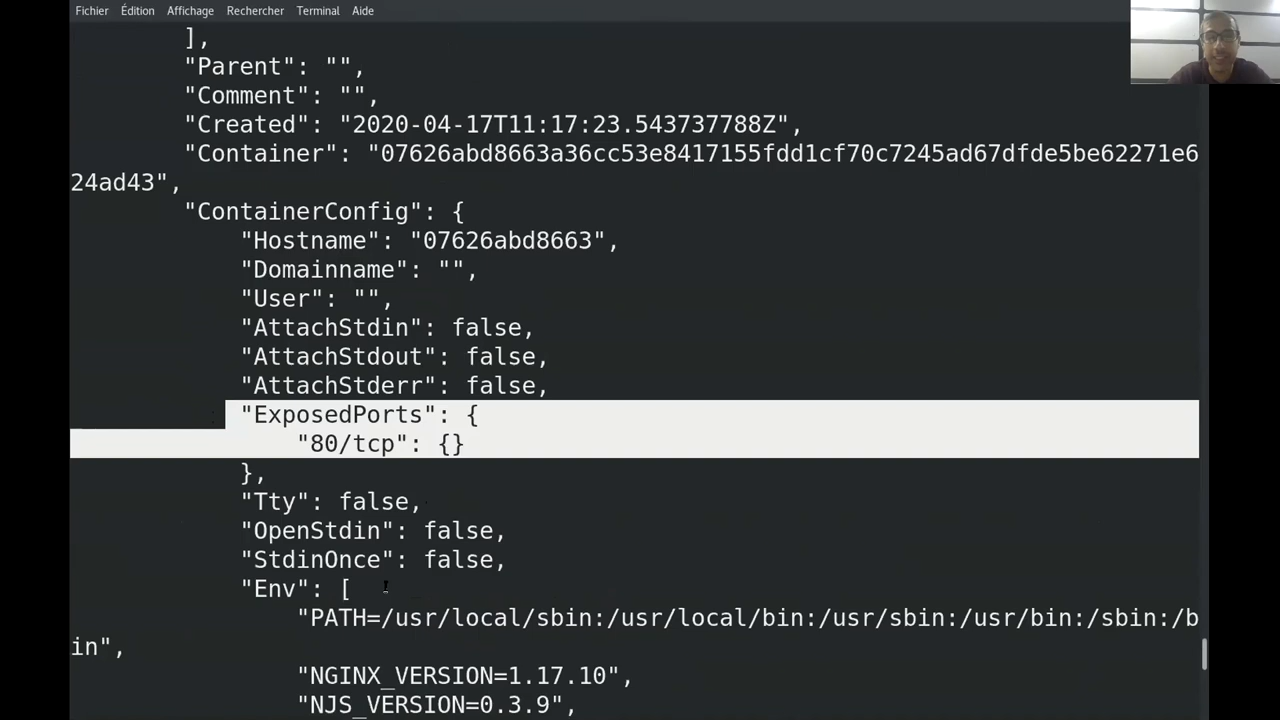 Fichier Édition Affichage Rechercher Terminal Aide
],
"Parent": "",
"Comment": "",
"Created": "2020-04-17T11:17:23.543737788Z",
"Container": "07626abd8663a36cc53e8417155fdd1cf70c7245ad67dfde5be62271e6
24ad43",
"ContainerConfig": {
"Hostname": "07626abd8663",
"Domainname": "",
"User": "",
"AttachStdin": false,
"AttachStdout": false,
"AttachStderr": false,
"ExposedPorts": {
"80/tcp": {}
},
"Tty": false,
"OpenStdin": false,
"StdinOnce": false,
"Env": [
"PATH=/usr/local/sbin:/usr/local/bin:/usr/sbin:/usr/bin:/sbin:/b
in",
"NGINX_VERSION=1.17.10",
"NJS_VERSION=0.3.9",